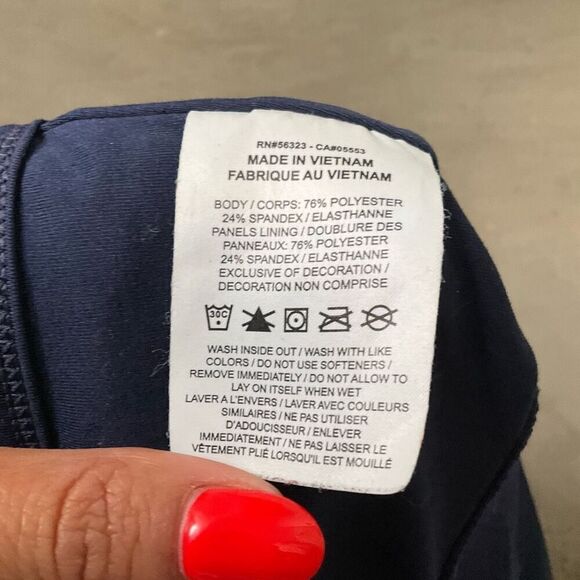 RN#56323 - CA#05553
MADE IN VIETNAM
FABRIQUE AU VIETNAM
BODY / CORPS: 76% POLYESTER
24% SPANDEX / ELASTHANNE
PANELS LINING / DOUBLURE DES
PANNEAUX: 76% POLYESTER
24% SPANDEX / ELASTHANNE
EXCLUSIVE OF DECORATION /
DECORATION NON COMPRISE
30C
WASH INSIDE OUT / WASH WITH LIKE
COLORS / DO NOT USE SOFTENERS /
REMOVE IMMEDIATELY / DO NOT ALLOW TO
LAY ON ITSELF WHEN WET
LAVER A L'ENVERS / LAVER AVEC COULEURS
SIMILAIRES / NE PAS UTILISER
D'ADOUCISSEUR / ENLEVER
IMMÉDIATEMENT / NE PAS LAISSER LE
VÊTEMENT PLIÉ LORSQU'IL EST MOUILLÉ